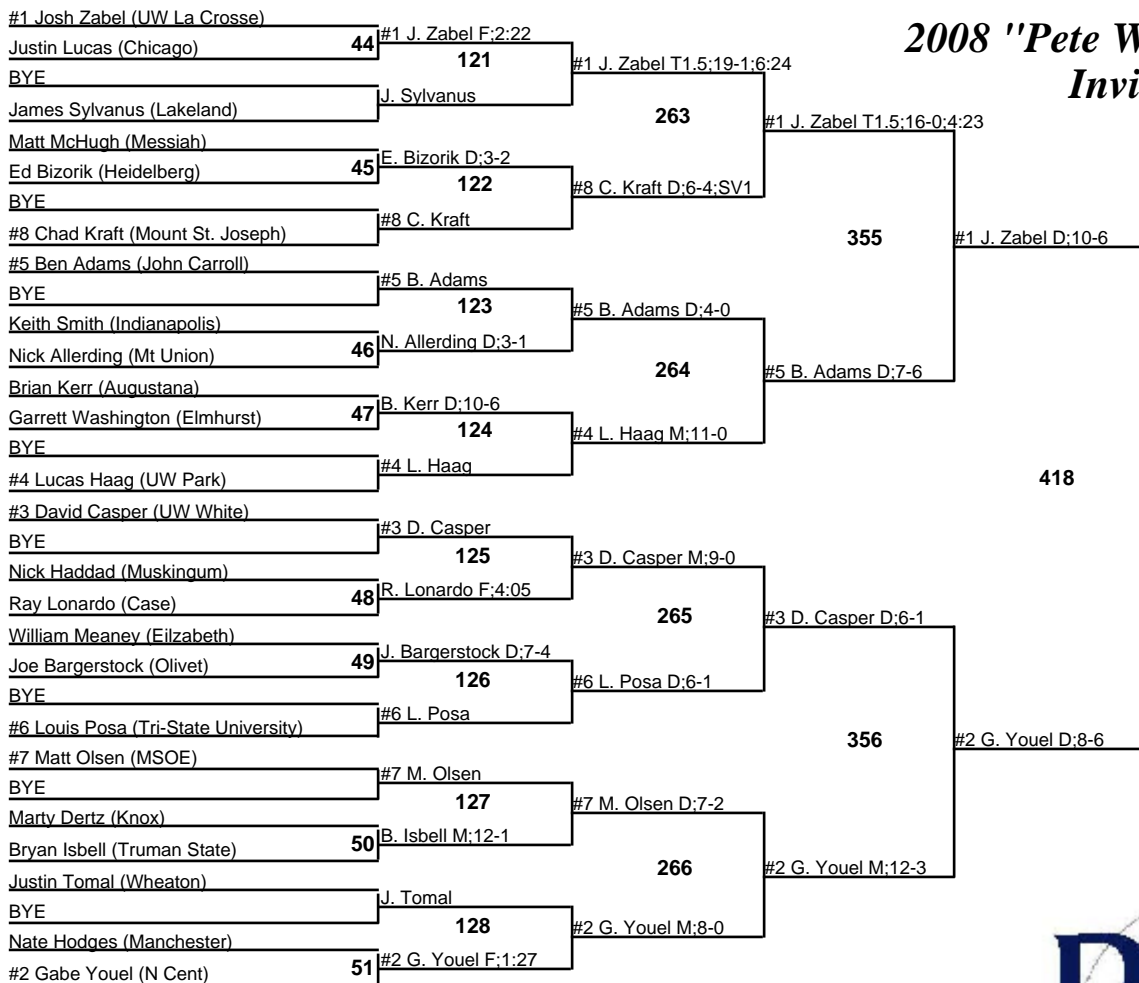 2008 "Pete W
Invi
#1 Josh Zabel (UW La Crosse)
Justin Lucas (Chicago)
BYE
James Sylvanus (Lakeland)
Matt McHugh (Messiah)
Ed Bizorik (Heidelberg)
BYE
#8 Chad Kraft (Mount St. Joseph)
#5 Ben Adams (John Carroll)
BYE
Keith Smith (Indianapolis)
Nick Allerding (Mt Union)
Brian Kerr (Augustana)
Garrett Washington (Elmhurst)
BYE
#4 Lucas Haag (UW Park)
#3 David Casper (UW White)
BYE
Nick Haddad (Muskingum)
Ray Lonardo (Case)
William Meaney (Eilzabeth)
Joe Bargerstock (Olivet)
BYE
#6 Louis Posa (Tri-State University)
#7 Matt Olsen (MSOE)
BYE
Marty Dertz (Knox)
Bryan Isbell (Truman State)
Justin Tomal (Wheaton)
BYE
Nate Hodges (Manchester)
#2 Gabe Youel (N Cent)
44
45
46
47
48
49
50
51
#1 J. Zabel F;2:22
121
J. Sylvanus
E. Bizorik D;3-2
122
#8 C. Kraft
#5 B. Adams
123
N. Allerding D;3-1
B. Kerr D;10-6
124
#4 L. Haag
#3 D. Casper
125
R. Lonardo F;4:05
J. Bargerstock D;7-4
126
#6 L. Posa
#7 M. Olsen
127
B. Isbell M;12-1
J. Tomal
128
#2 G. Youel F;1:27
#1 J. Zabel T1.5;19-1;6:24
263
#8 C. Kraft D;6-4;SV1
#5 B. Adams D;4-0
264
#4 L. Haag M;11-0
#3 D. Casper M;9-0
265
#6 L. Posa D;6-1
#7 M. Olsen D;7-2
266
#2 G. Youel M;8-0
#1 J. Zabel T1.5;16-0;4:23
355
#5 B. Adams D;7-6
#3 D. Casper D;6-1
356
#2 G. Youel M;12-3
#1 J. Zabel D;10-6
418
#2 G. Youel D;8-6
D